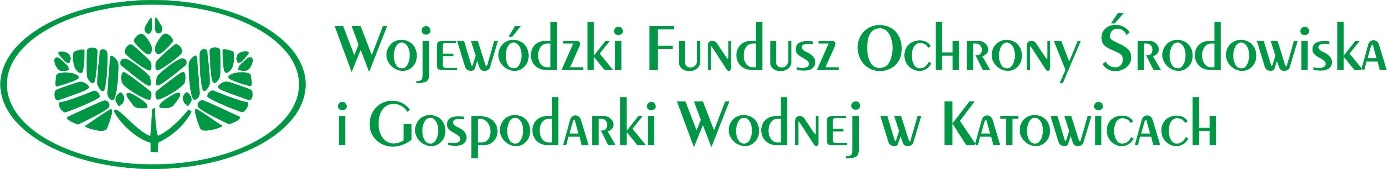 Wojewódzki Fundusz Ochrony Środowiska
i Gospodarki Wodnej w Katowicach